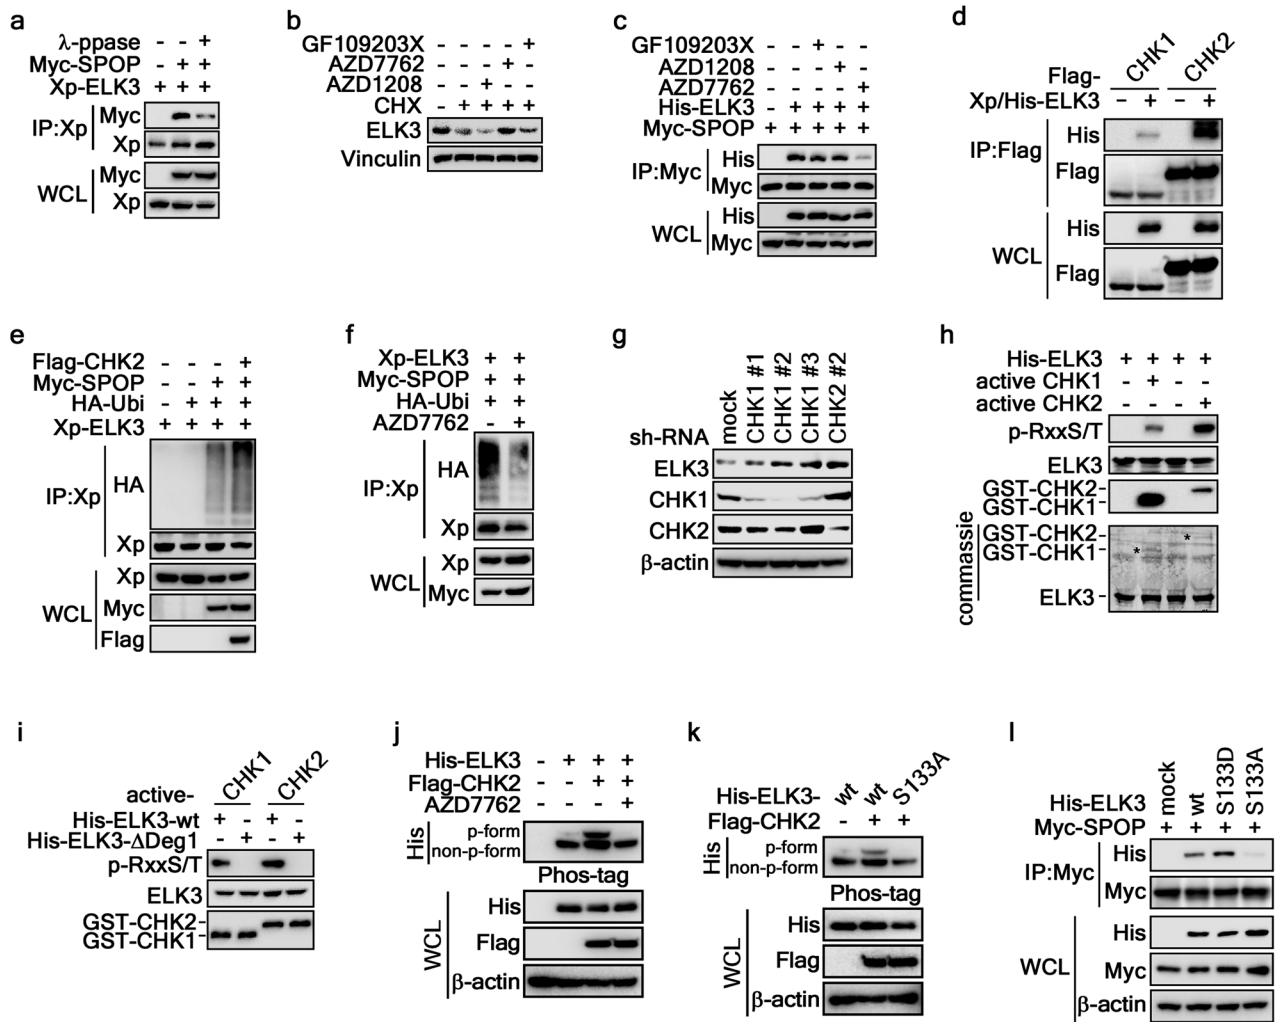 a
λ-ppase - - +
Myc-SPOP - + +
Xp-ELK3 + + +
IP:Xp
Myc
Xp
WCL
Myc
Xp
b
GF109203X - - - - +
AZD7762 - - - + -
AZD1208 - - + - -
CHX - + + + +
ELK3
Vinculin
c
GF109203X - - + - -
AZD1208 - - - + -
AZD7762 - - - - +
His-ELK3 - + + + +
Myc-SPOP + + + + +
IP:Myc
His
Myc
WCL
His
Myc
d
Flag- CHK1 CHK2
Xp/His-ELK3 - + - +
IP:Flag
His
Flag
WCL
His
Flag
e
Flag-CHK2 - - - +
Myc-SPOP - - + +
HA-Ubi - + + +
Xp-ELK3 + + + +
IP:Xp
HA
Xp
WCL
Xp
Myc
Flag
f
Xp-ELK3 + +
Myc-SPOP + +
HA-Ubi + +
AZD7762 - +
IP:Xp
HA
Xp
WCL
Xp
Myc
g
sh-RNA mock CHK1 #1 CHK1 #2 CHK1 #3 CHK2 #2
ELK3
CHK1
CHK2
β-actin
h
His-ELK3 + + + +
active CHK1 - + - -
active CHK2 - - - +
p-RxxS/T
ELK3
GST-CHK2-
GST-CHK1-
commassie
GST-CHK2- *
GST-CHK1- *
ELK3-
i
active- CHK1 CHK2
His-ELK3-wt + - + -
His-ELK3-ΔDeg1 - + - +
p-RxxS/T
ELK3
GST-CHK2-
GST-CHK1-
j
His-ELK3 - + + +
Flag-CHK2 - - + +
AZD7762 - - - +
His
p-form
non-p-form
Phos-tag
WCL
His
Flag
β-actin
k
His-ELK3- wt wt S133A
Flag-CHK2 - + +
His
p-form
non-p-form
Phos-tag
WCL
His
Flag
β-actin
l
His-ELK3 mock wt S133D S133A
Myc-SPOP + + + +
IP:Myc
His
Myc
WCL
His
Myc
β-actin